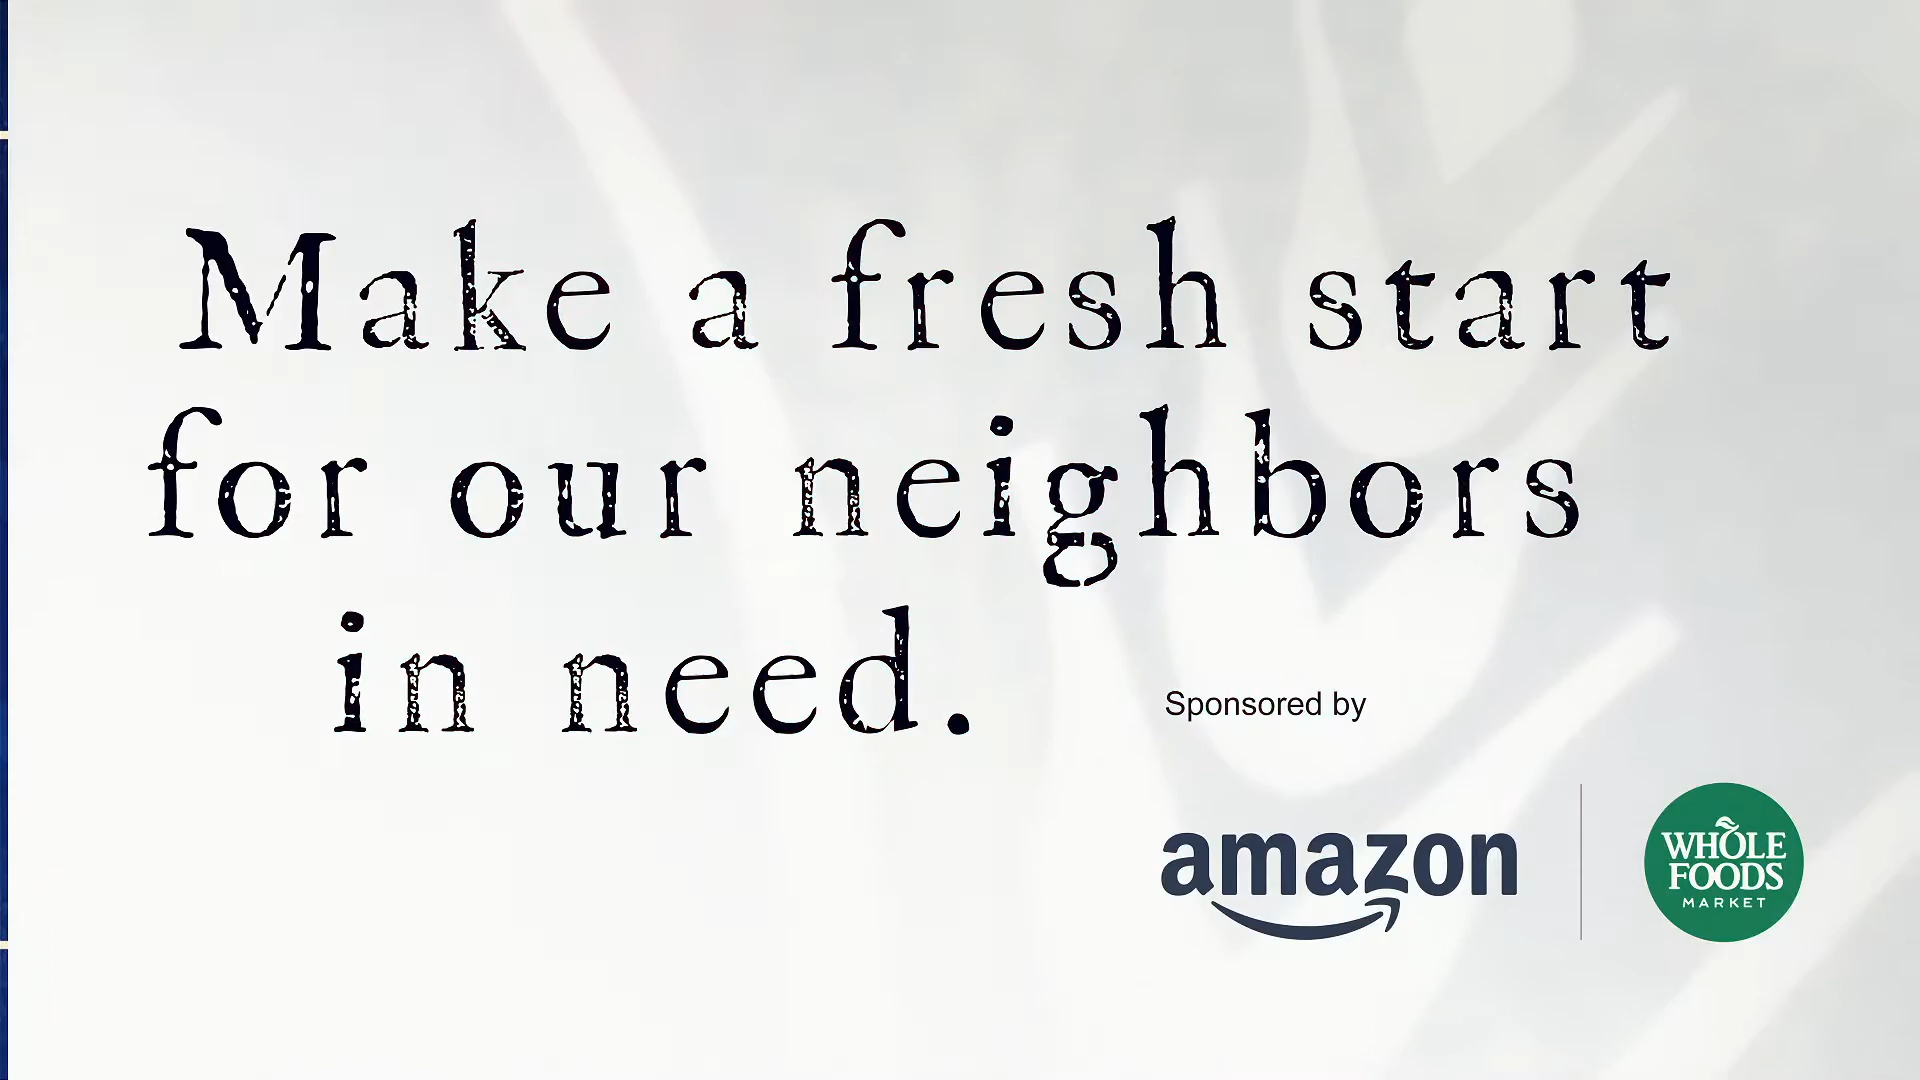 Make a fresh start
for our neighbors
in need.
Sponsored by
amazon
WHOLE
FOODS
MARKET